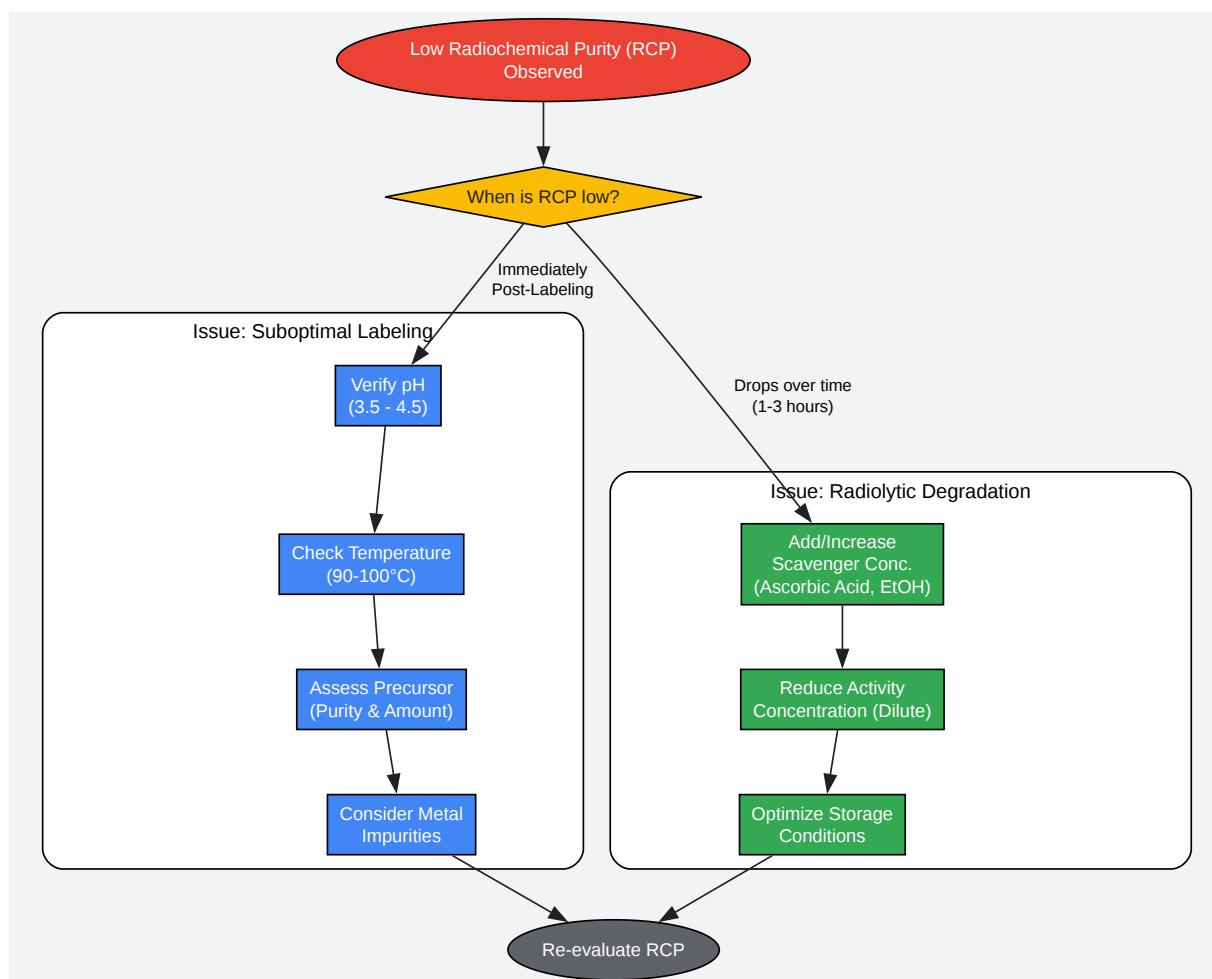 Low Radiochemical Purity (RCP)
Observed
When is RCP low?
Immediately
Post-Labeling
Drops over time
(1-3 hours)
Issue: Suboptimal Labeling
Verify pH
(3.5 - 4.5)
Check Temperature
(90-100°C)
Assess Precursor
(Purity & Amount)
Consider Metal
Impurities
Issue: Radiolytic Degradation
Add/Increase
Scavenger Conc.
(Ascorbic Acid, EtOH)
Reduce Activity
Concentration (Dilute)
Optimize Storage
Conditions
Re-evaluate RCP